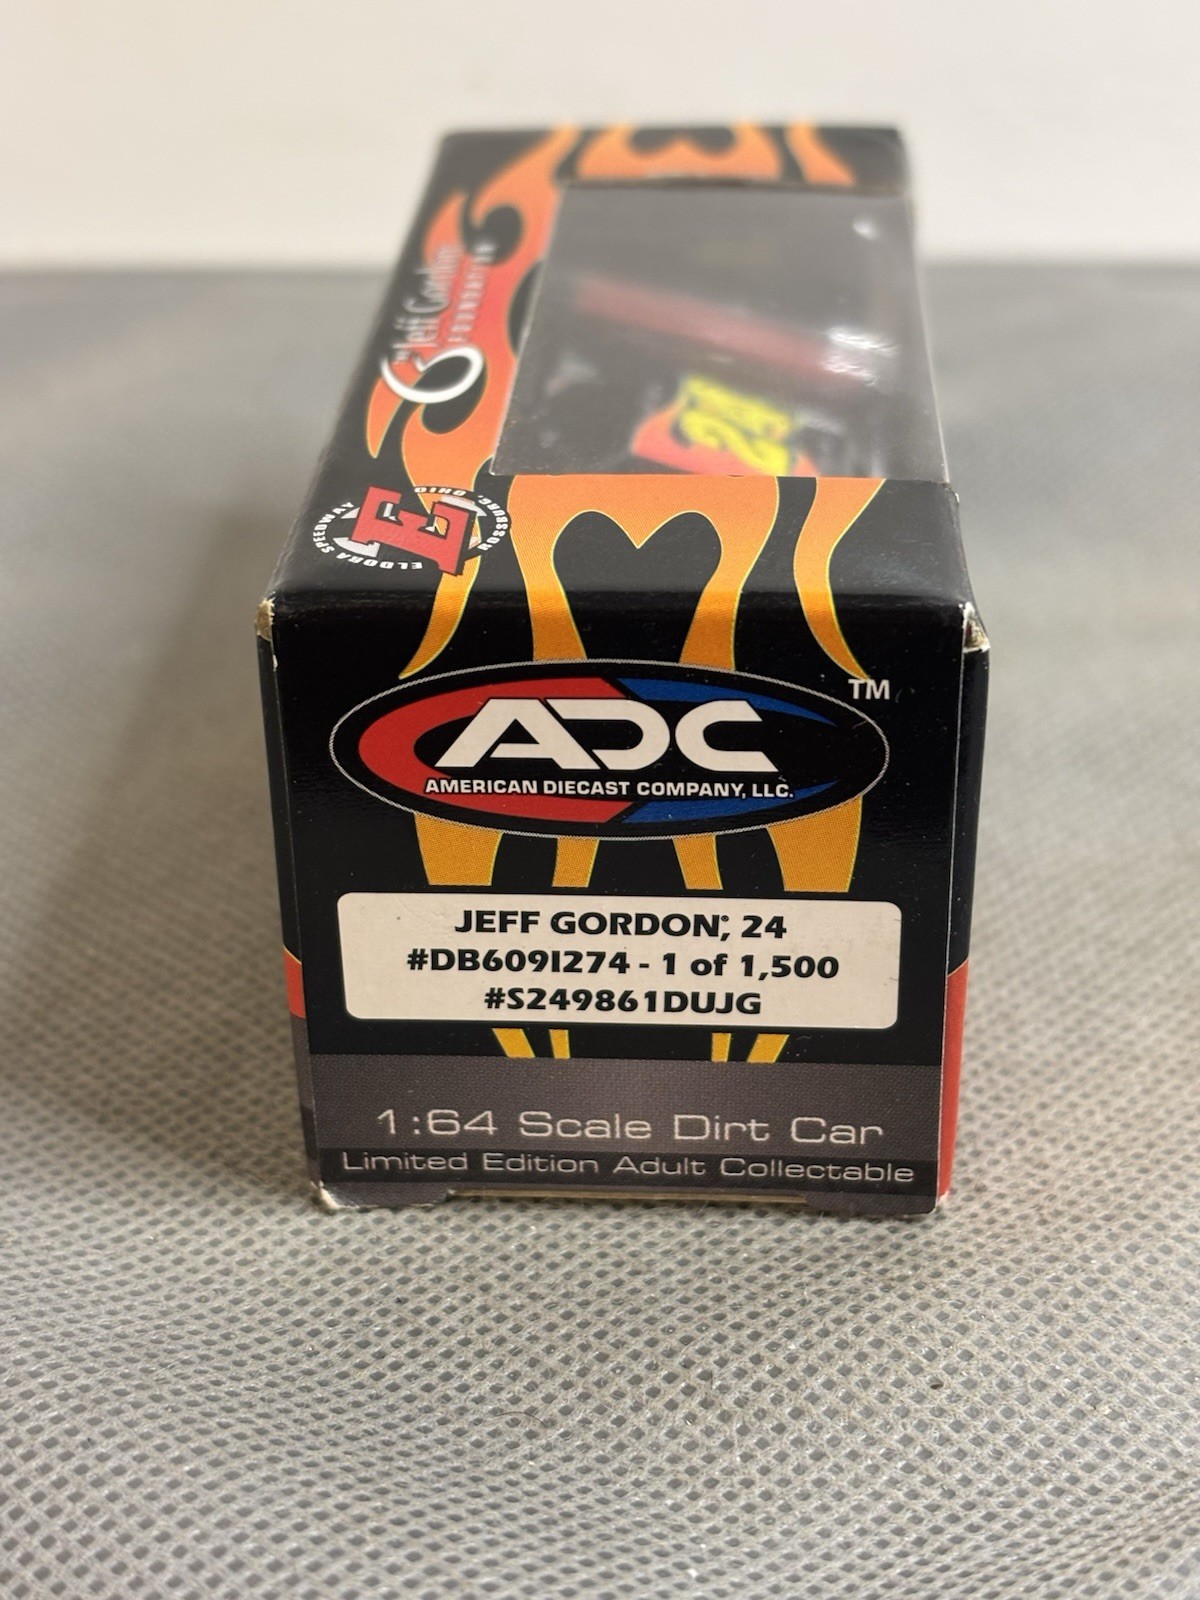 Jeff Gordon
FOUNDATION
ELDORA SPEEDWAY
E
ROSSBURG, OHIO
24
ADC TM
AMERICAN DIECAST COMPANY, LLC.
JEFF GORDON®, 24
#DB609I274 - 1 of 1,500
#S249861DUJG
1:64 Scale Dirt Car
Limited Edition Adult Collectable